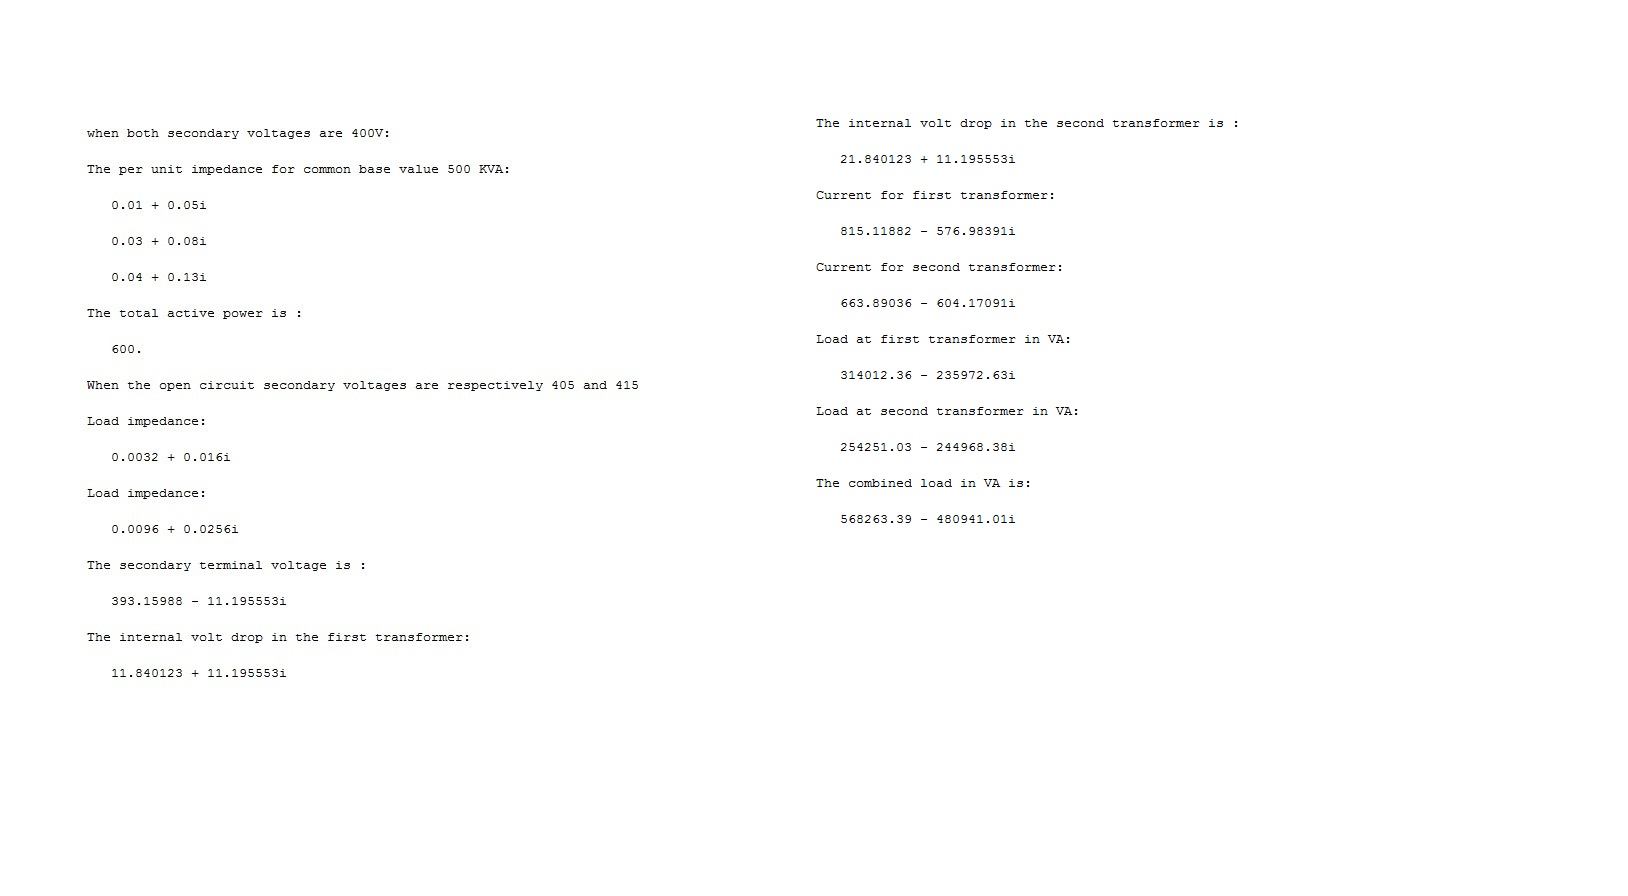 when both secondary voltages are 400V:
The per unit impedance for common base value 500 KVA:
0.01 + 0.05i
0.03 + 0.08i
0.04 + 0.13i
The total active power is :
600.
When the open circuit secondary voltages are respectively 405 and 415
Load impedance:
0.0032 + 0.016i
Load impedance:
0.0096 + 0.0256i
The secondary terminal voltage is :
393.15988 - 11.195553i
The internal volt drop in the first transformer:
11.840123 + 11.195553i
The internal volt drop in the second transformer is :
21.840123 + 11.195553i
Current for first transformer:
815.11882 - 576.98391i
Current for second transformer:
663.89036 - 604.17091i
Load at first transformer in VA:
314012.36 - 235972.63i
Load at second transformer in VA:
254251.03 - 244968.38i
The combined load in VA is:
568263.39 - 480941.01i